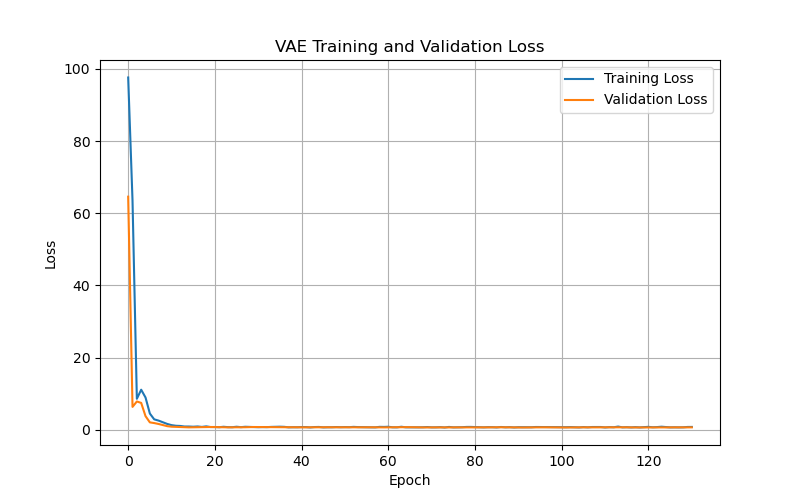 VAE Training and Validation Loss
Training Loss
Validation Loss
Loss
100
80
60
40
20
0
0 20 40 60 80 100 120
Epoch